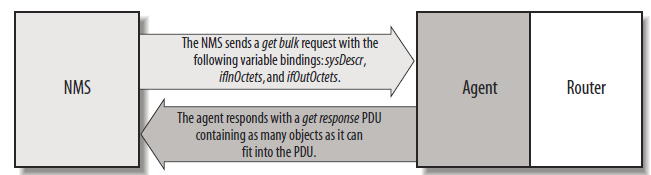 The NMS sends a get bulk request with the
following variable bindings: sysDescr,
ifInOctets, and ifOutOctets.
NMS
Agent
Router
The agent responds with a get response PDU
containing as many objects as it can
fit into the PDU.